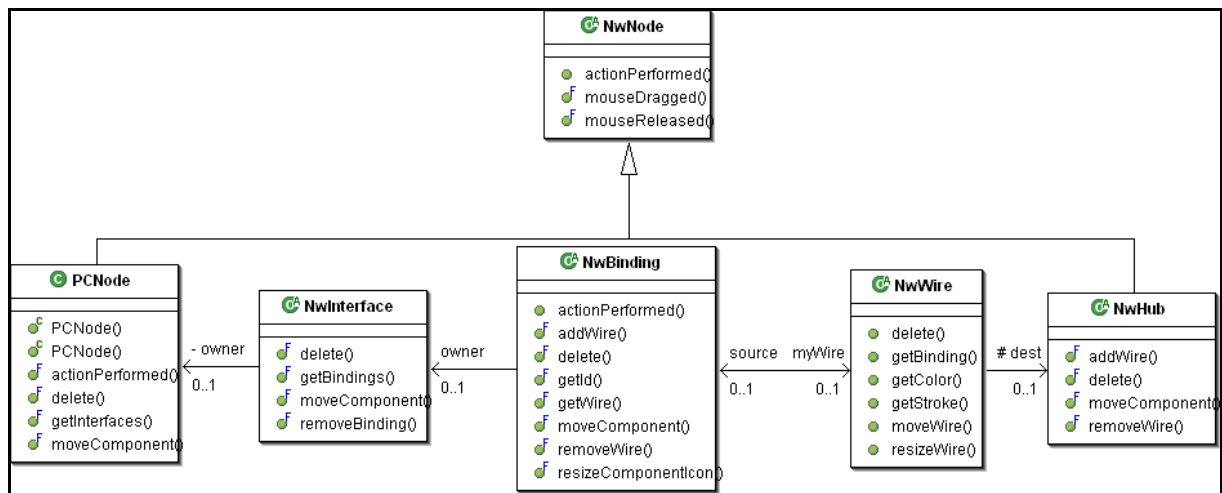 NwNode
actionPerformed()
mouseDragged()
mouseReleased()
PCNode
PCNode()
PCNode()
actionPerformed()
delete()
getInterfaces()
moveComponent()
- owner
0..1
NwInterface
delete()
getBindings()
moveComponent()
removeBinding()
owner
0..1
NwBinding
actionPerformed()
addWire()
delete()
getId()
getWire()
moveComponent()
removeWire()
resizeComponentIcon()
source myWire
0..1 0..1
NwWire
delete()
getBinding()
getColor()
getStroke()
moveWire()
resizeWire()
# dest
0..1
NwHub
addWire()
delete()
moveComponent()
removeWire()